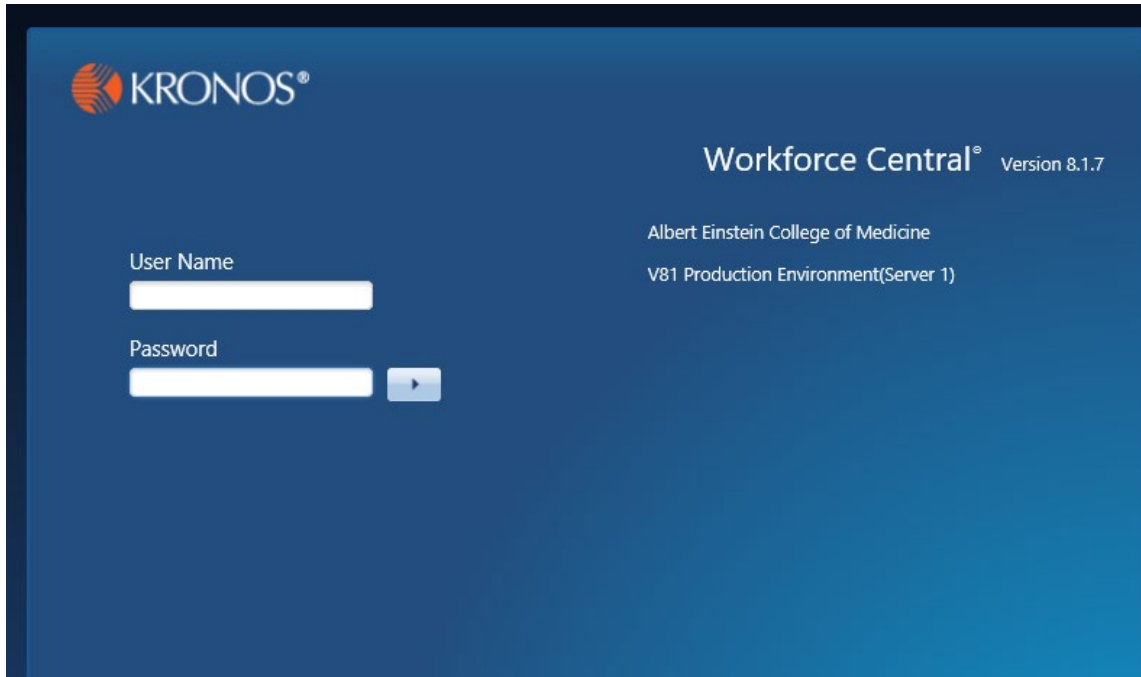 KRONOS®
Workforce Central® Version 8.1.7
Albert Einstein College of Medicine
V81 Production Environment(Server 1)
User Name
Password